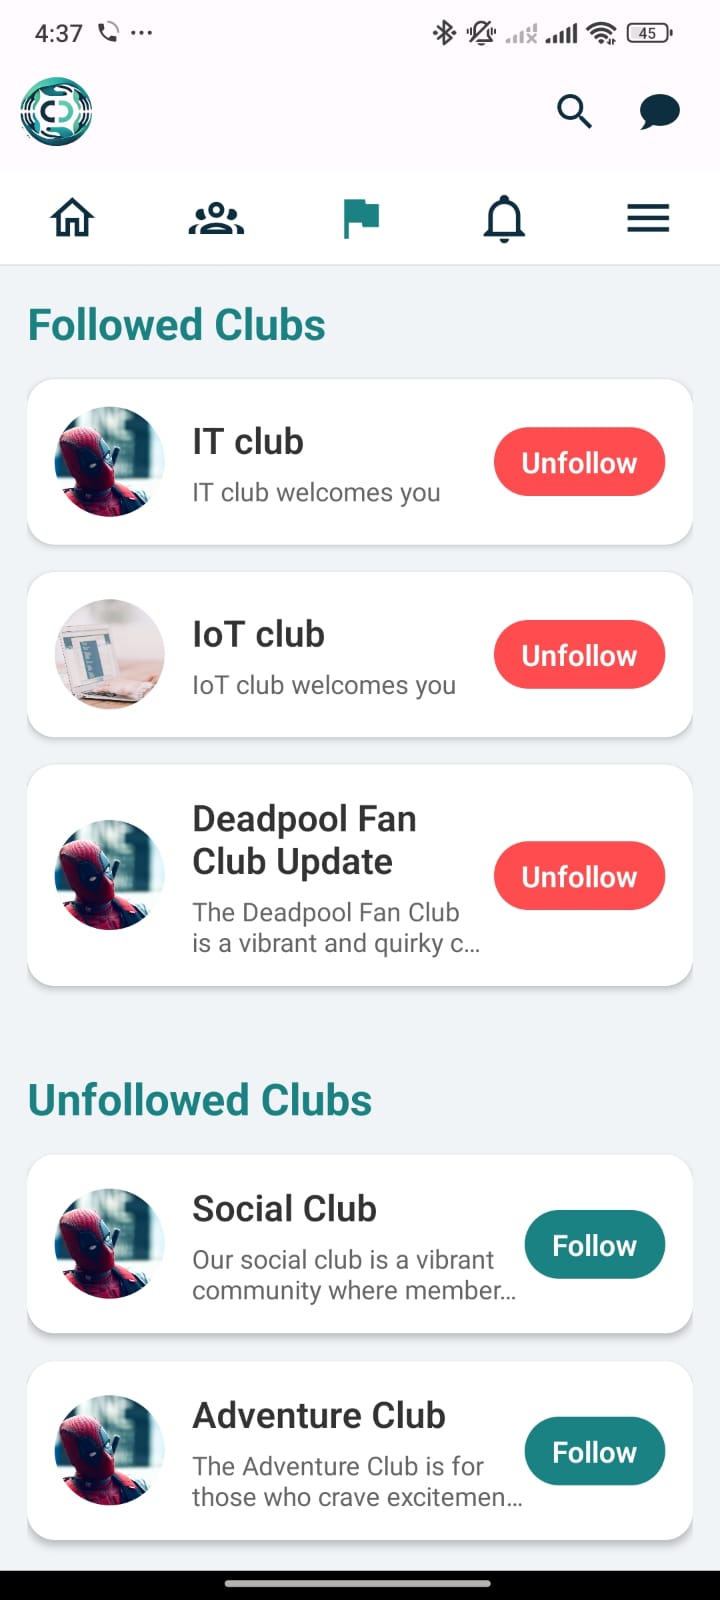 4:37
45
Followed Clubs
IT club
IT club welcomes you
Unfollow
IoT club
IoT club welcomes you
Unfollow
Deadpool Fan
Club Update
The Deadpool Fan Club
is a vibrant and quirky c...
Unfollow
Unfollowed Clubs
Social Club
Our social club is a vibrant
community where member...
Follow
Adventure Club
The Adventure Club is for
those who crave excitemen...
Follow